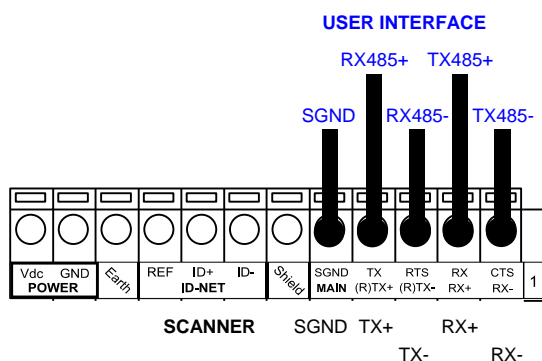 USER INTERFACE
RX485+ TX485+
SGND RX485- TX485-
Vdc GND Earth REF ID+ ID- Shield SGND TX RTS RX CTS 1
POWER ID-NET MAIN (R)TX+ (R)TX- RX+ RX-
SCANNER SGND TX+ RX+
TX- RX-